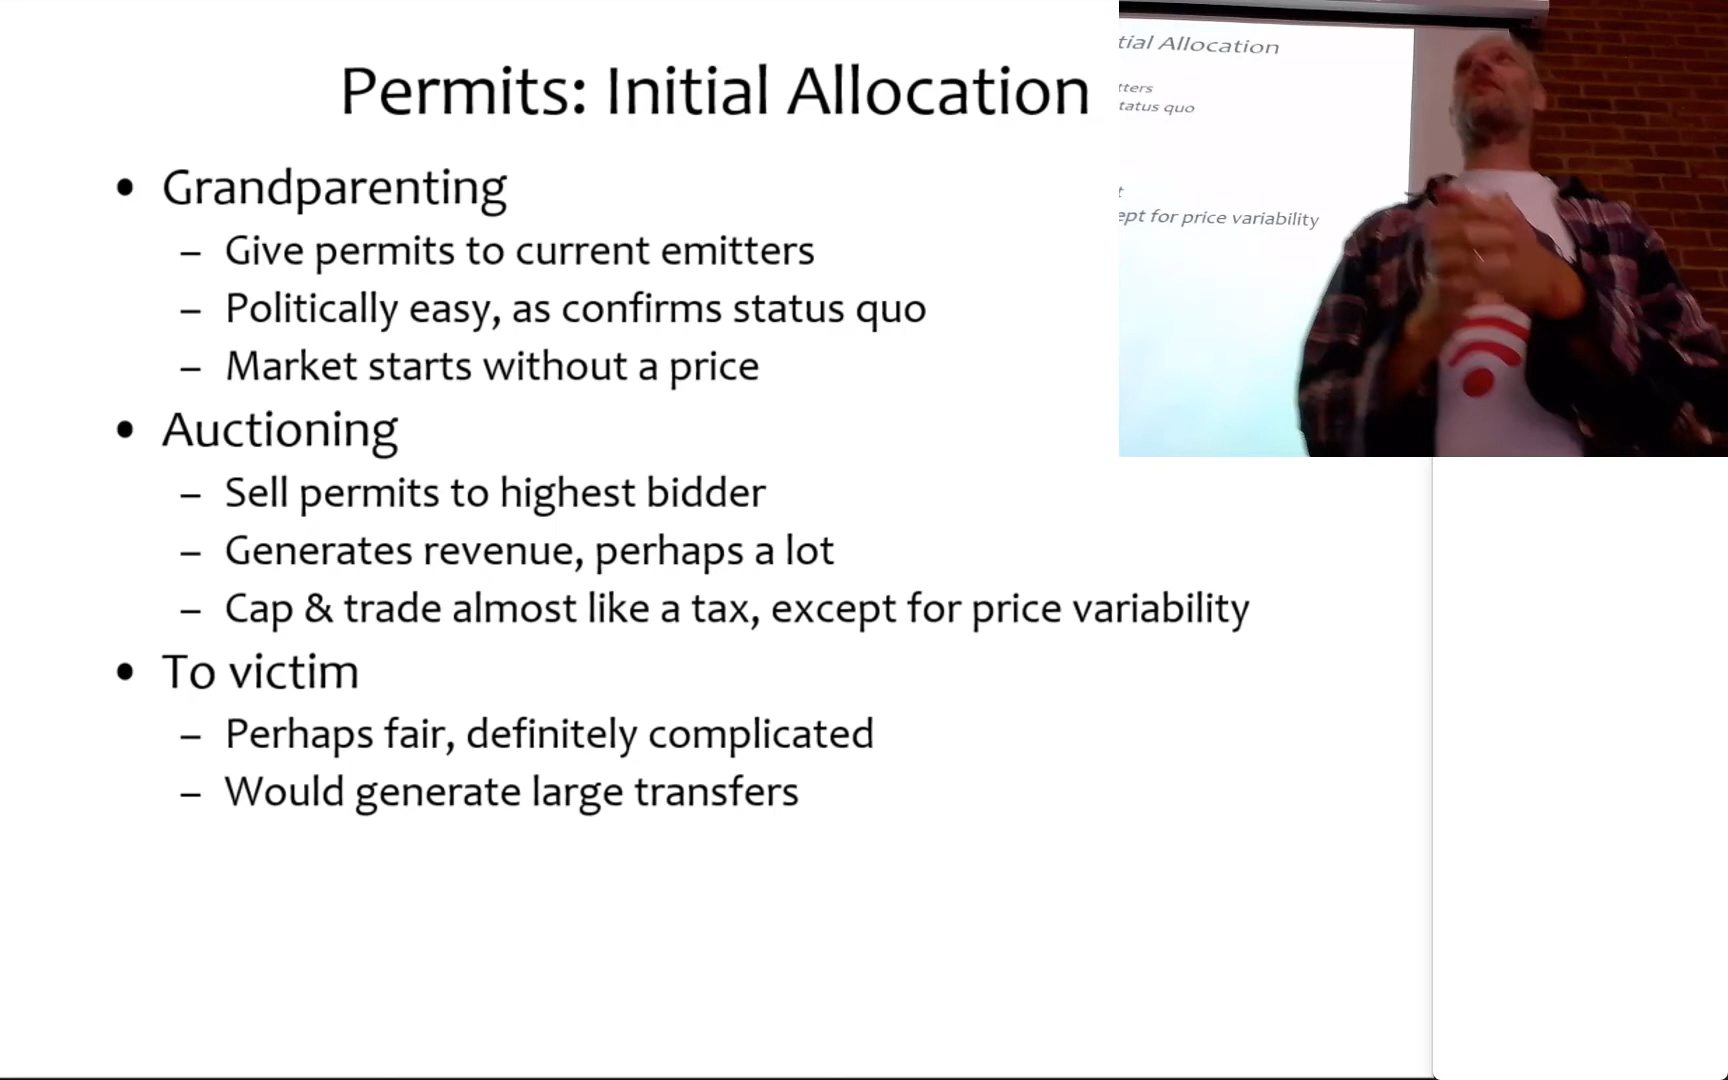 Permits: Initial Allocation
• Grandparenting
– Give permits to current emitters
– Politically easy, as confirms status quo
– Market starts without a price
• Auctioning
– Sell permits to highest bidder
– Generates revenue, perhaps a lot
– Cap & trade almost like a tax, except for price variability
• To victim
– Perhaps fair, definitely complicated
– Would generate large transfers
tial Allocation
tters
tatus quo
t
ept for price variability